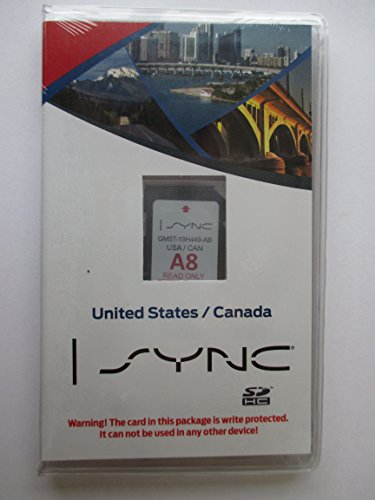 SYNC
GM5T-19H449-AB
USA / CAN
A8
READ ONLY
United States / Canada
SYNC®
SD
HC
Warning! The card in this package is write protected.
It can not be used in any other device!